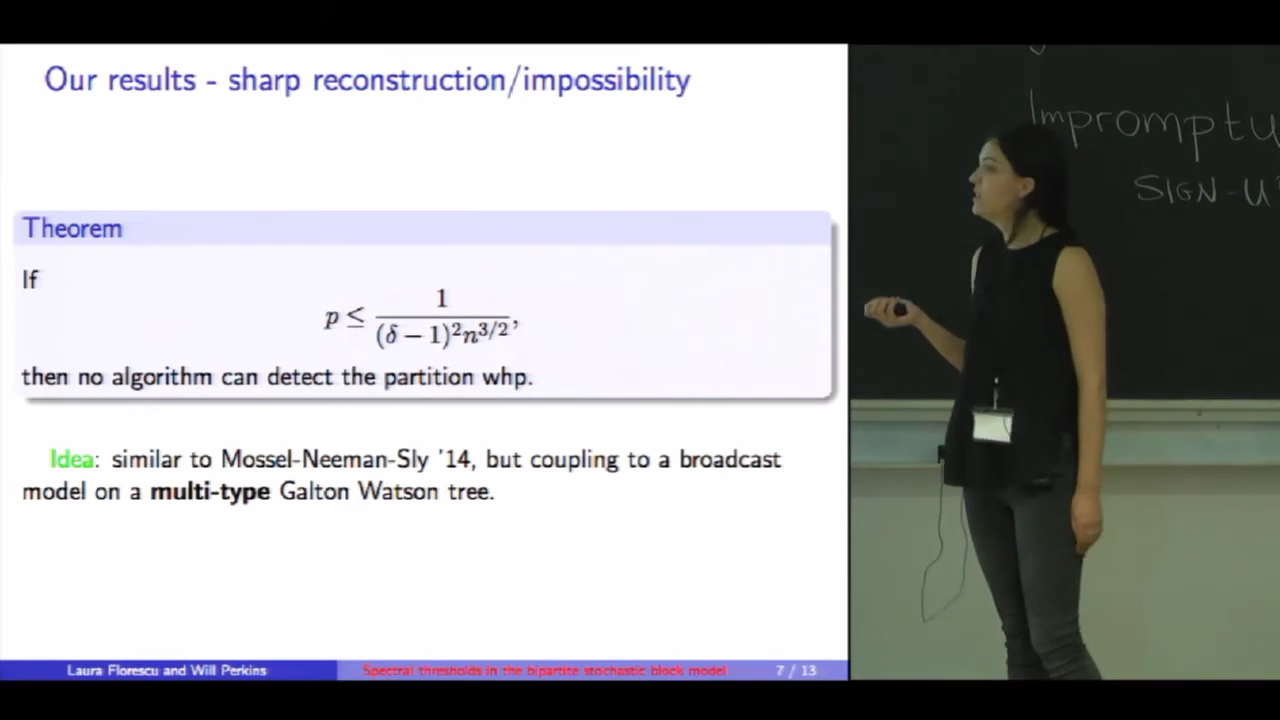 Our results - sharp reconstruction/impossibility
Theorem
If
p ≤ 1 / ((δ − 1)²n^{3/2}),
then no algorithm can detect the partition whp.
Idea: similar to Mossel-Neeman-Sly '14, but coupling to a broadcast
model on a multi-type Galton Watson tree.
Laura Florescu and Will Perkins
Spectral thresholds in the bipartite stochastic block model
7 / 13
Impromptu
SIGN-U